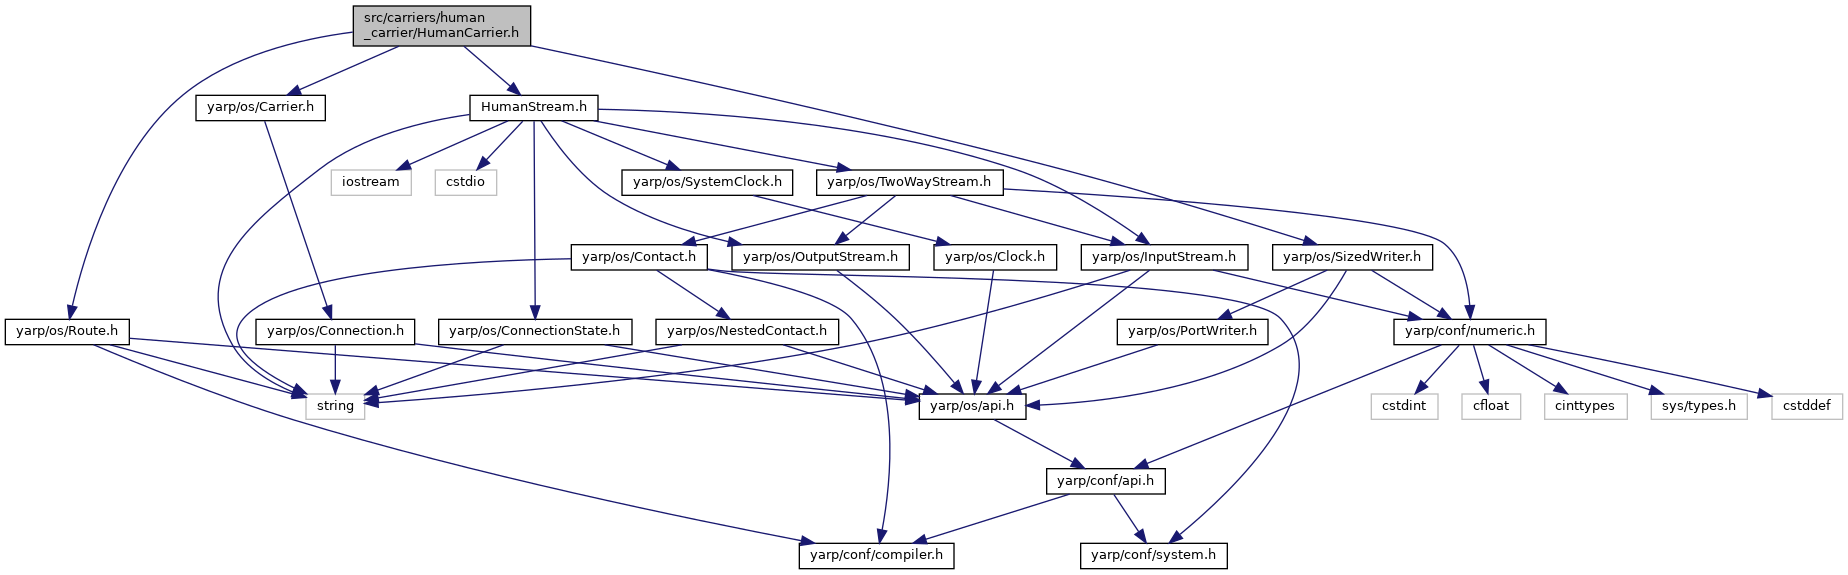 src/carriers/human
_carrier/HumanCarrier.h
yarp/os/Carrier.h
HumanStream.h
iostream
cstdio
yarp/os/SystemClock.h
yarp/os/TwoWayStream.h
yarp/os/Contact.h
yarp/os/OutputStream.h
yarp/os/Clock.h
yarp/os/InputStream.h
yarp/os/SizedWriter.h
yarp/os/Route.h
yarp/os/Connection.h
yarp/os/ConnectionState.h
yarp/os/NestedContact.h
yarp/os/PortWriter.h
yarp/conf/numeric.h
string
yarp/os/api.h
cstdint
cfloat
cinttypes
sys/types.h
cstddef
yarp/conf/api.h
yarp/conf/compiler.h
yarp/conf/system.h